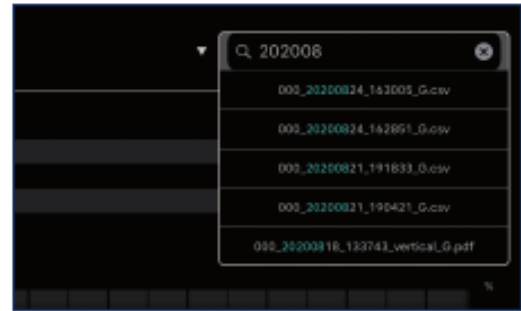 202008
000_20200824_163005_G.csv
000_20200824_162851_G.csv
000_20200821_191833_G.csv
000_20200821_190421_G.csv
000_20200818_133743_vertical_G.pdf
%